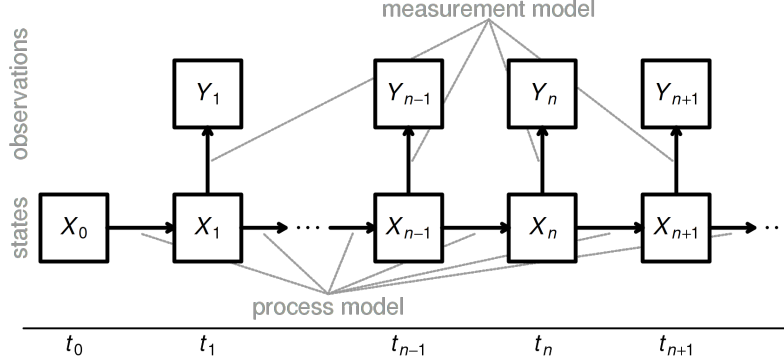 measurement model
observations
Y₁ Yₙ₋₁ Yₙ Yₙ₊₁
states
X₀ X₁ ··· Xₙ₋₁ Xₙ Xₙ₊₁ ··
process model
t₀ t₁ tₙ₋₁ tₙ tₙ₊₁